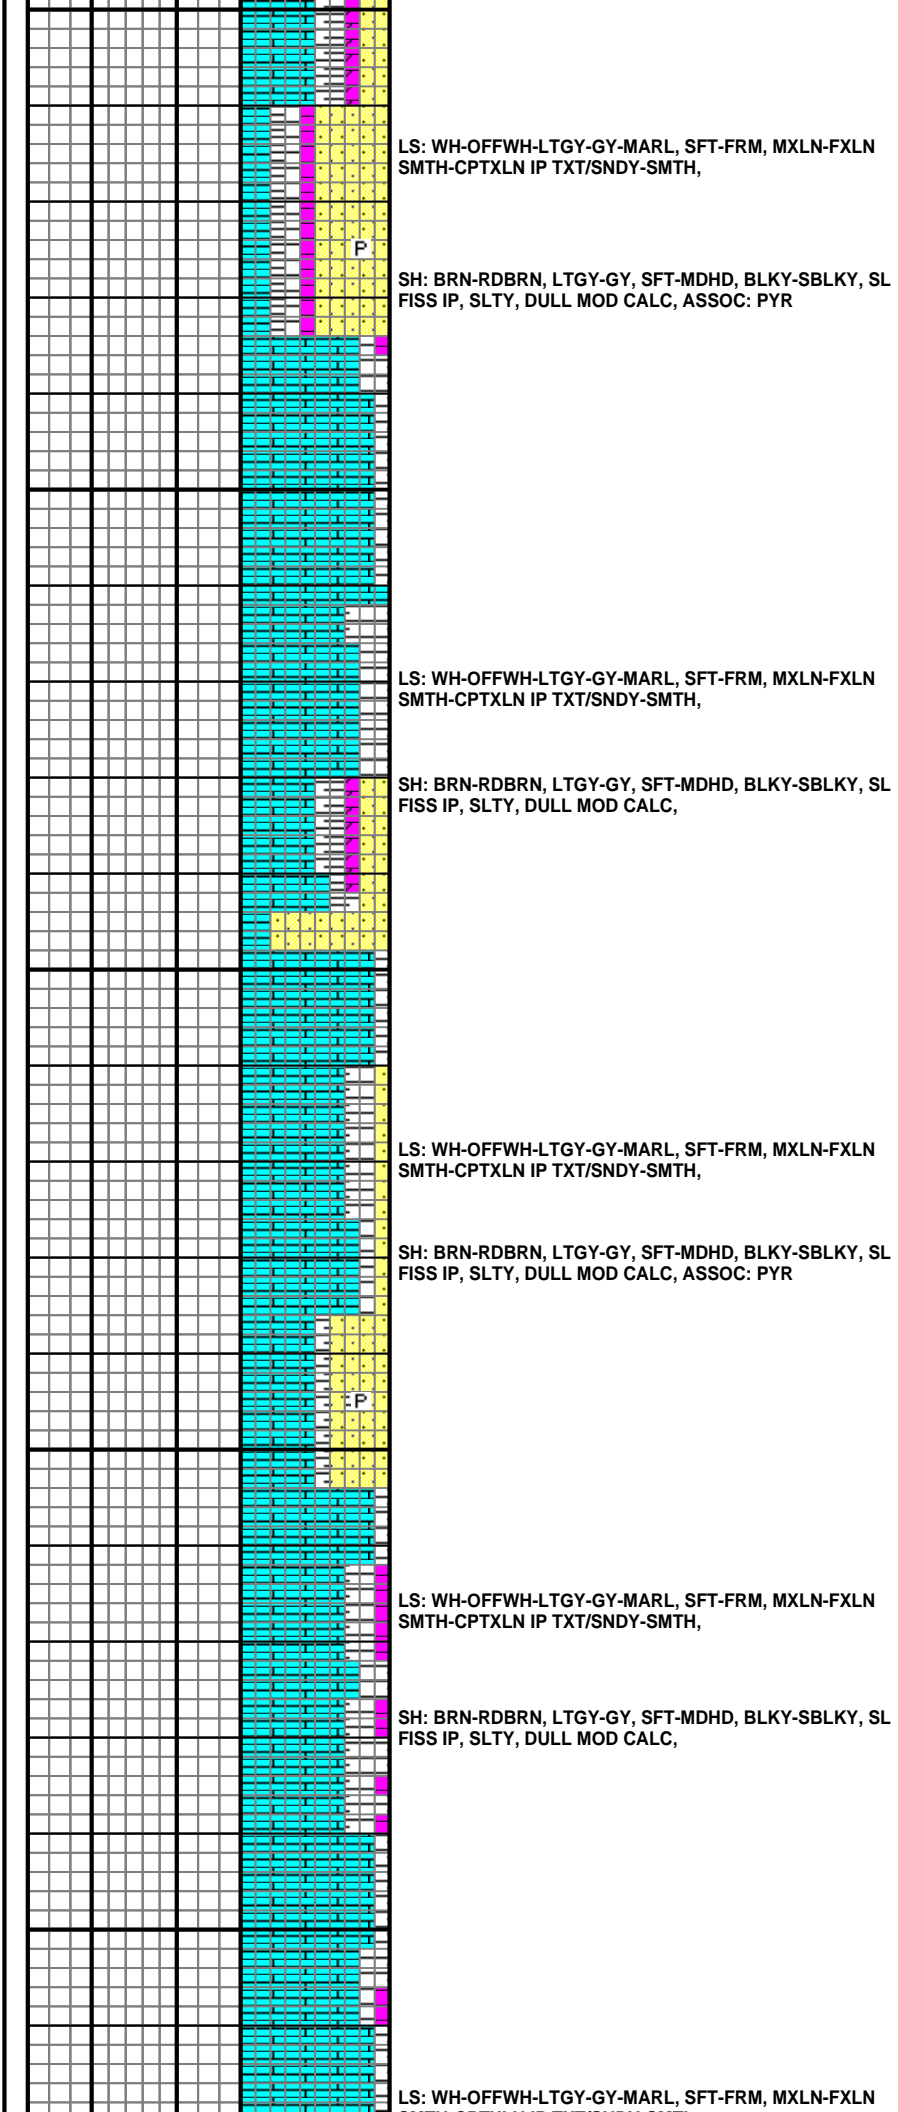 LS: WH-OFFWH-LTGY-GY-MARL, SFT-FRM, MXLN-FXLN
SMTH-CPTXLN IP TXT/SNDY-SMTH,
P
SH: BRN-RDBRN, LTGY-GY, SFT-MDHD, BLKY-SBLKY, SL
FISS IP, SLTY, DULL MOD CALC, ASSOC: PYR
LS: WH-OFFWH-LTGY-GY-MARL, SFT-FRM, MXLN-FXLN
SMTH-CPTXLN IP TXT/SNDY-SMTH,
SH: BRN-RDBRN, LTGY-GY, SFT-MDHD, BLKY-SBLKY, SL
FISS IP, SLTY, DULL MOD CALC,
LS: WH-OFFWH-LTGY-GY-MARL, SFT-FRM, MXLN-FXLN
SMTH-CPTXLN IP TXT/SNDY-SMTH,
SH: BRN-RDBRN, LTGY-GY, SFT-MDHD, BLKY-SBLKY, SL
FISS IP, SLTY, DULL MOD CALC, ASSOC: PYR
P
LS: WH-OFFWH-LTGY-GY-MARL, SFT-FRM, MXLN-FXLN
SMTH-CPTXLN IP TXT/SNDY-SMTH,
SH: BRN-RDBRN, LTGY-GY, SFT-MDHD, BLKY-SBLKY, SL
FISS IP, SLTY, DULL MOD CALC,
LS: WH-OFFWH-LTGY-GY-MARL, SFT-FRM, MXLN-FXLN